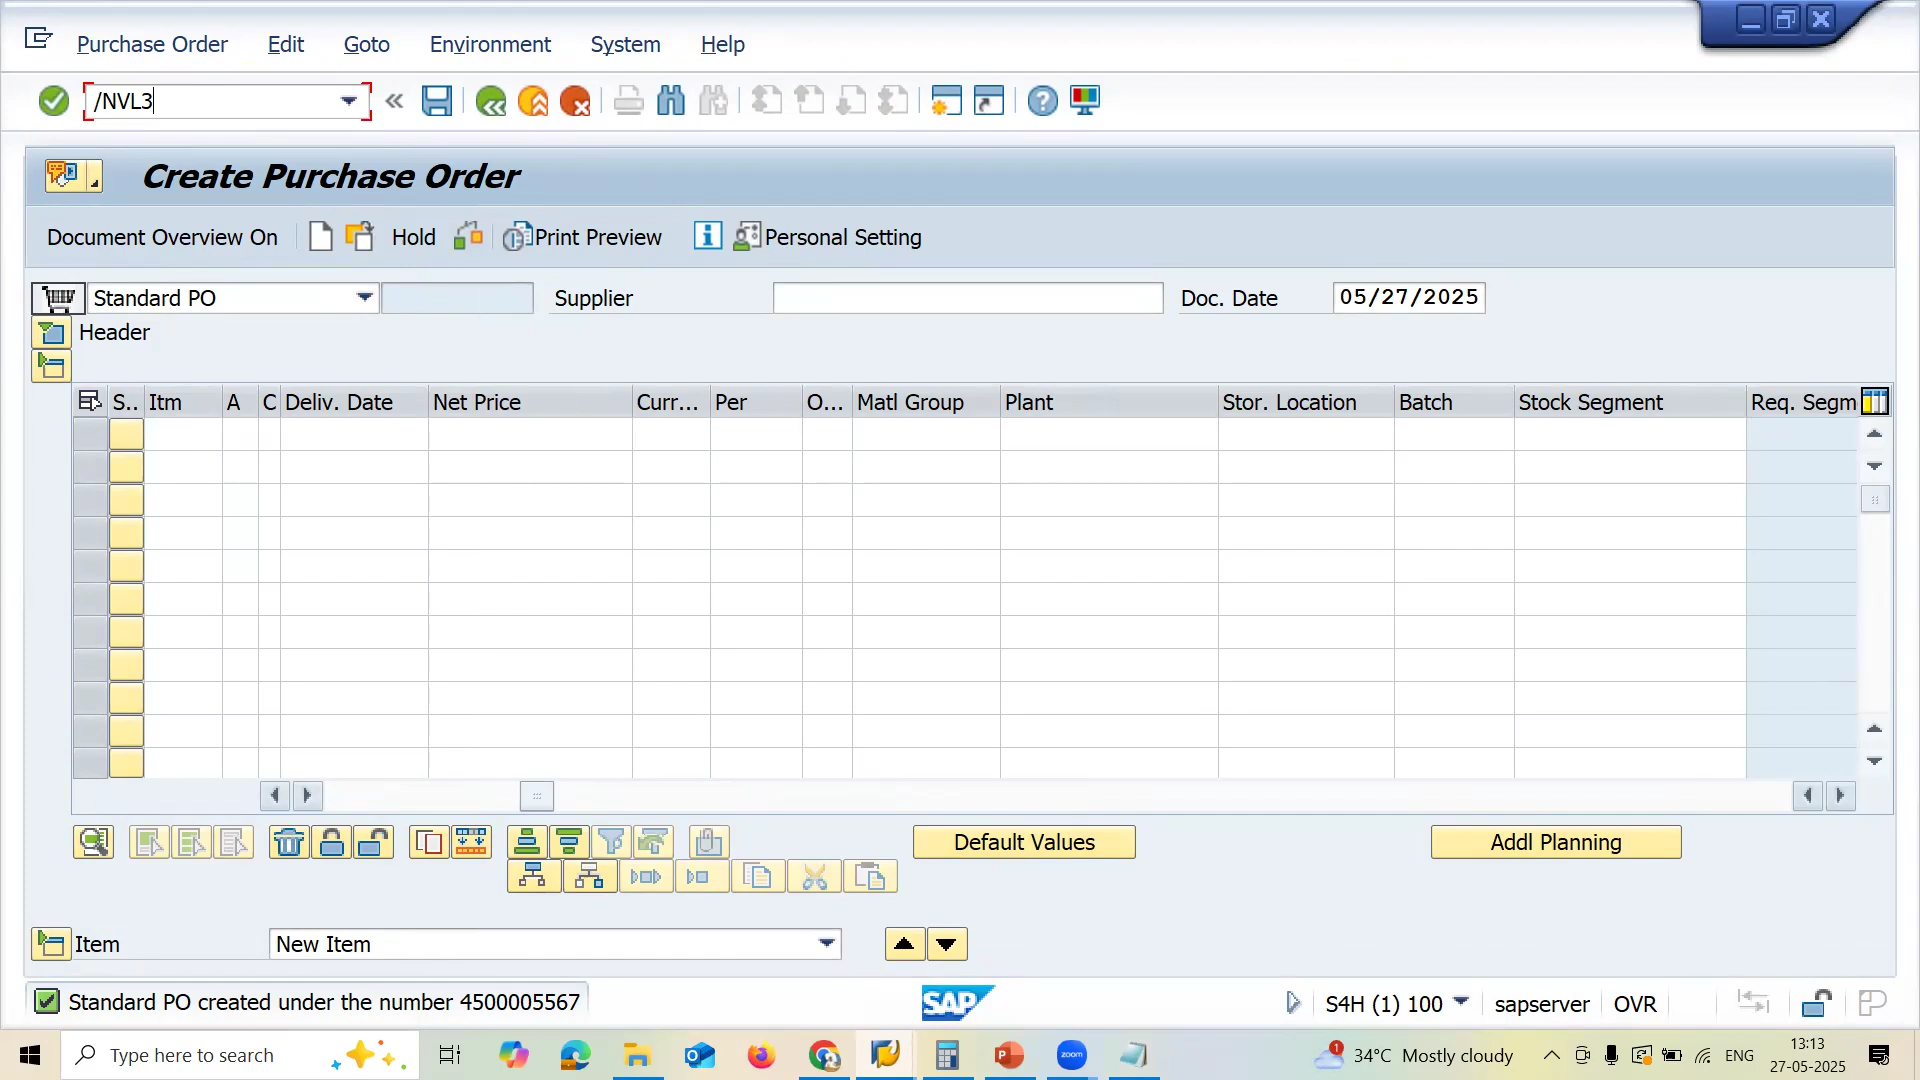 Purchase Order Edit Goto Environment System Help
/NVL3
Create Purchase Order
Document Overview On Hold Print Preview Personal Setting
Standard PO Supplier Doc. Date 05/27/2025
Header
S.. Itm A C Deliv. Date Net Price Curr... Per O... Matl Group Plant Stor. Location Batch Stock Segment Req. Segm
Default Values Addl Planning
Item New Item
Standard PO created under the number 4500005567 SAP S4H (1) 100 sapserver OVR
Type here to search zoom 1 34°C Mostly cloudy ENG 13:13
27-05-2025